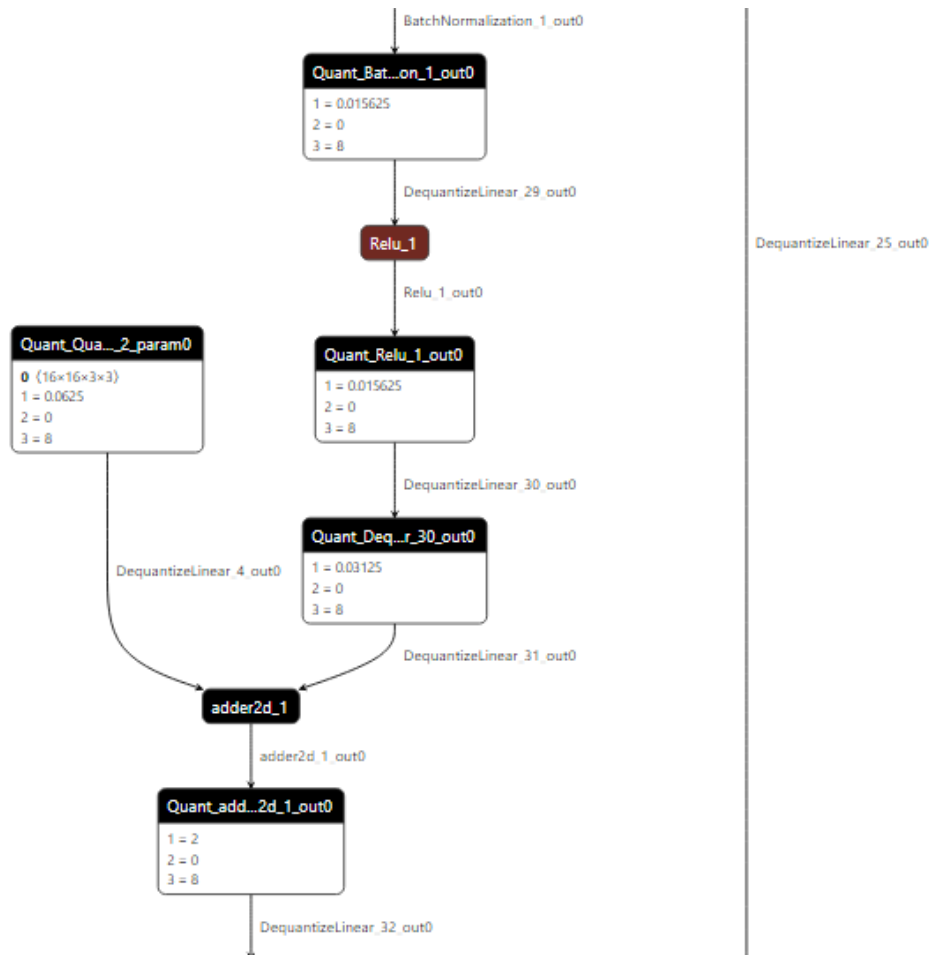 BatchNormalization_1_out0
Quant_Bat...on_1_out0
1 = 0.015625
2 = 0
3 = 8
DequantizeLinear_29_out0
Relu_1
DequantizeLinear_25_out0
Relu_1_out0
Quant_Qua..._2_param0
0 (16×16×3×3)
1 = 0.0625
2 = 0
3 = 8
Quant_Relu_1_out0
1 = 0.015625
2 = 0
3 = 8
DequantizeLinear_30_out0
Quant_Deq...r_30_out0
1 = 0.03125
2 = 0
3 = 8
DequantizeLinear_4_out0
DequantizeLinear_31_out0
adder2d_1
adder2d_1_out0
Quant_add...2d_1_out0
1 = 2
2 = 0
3 = 8
DequantizeLinear_32_out0